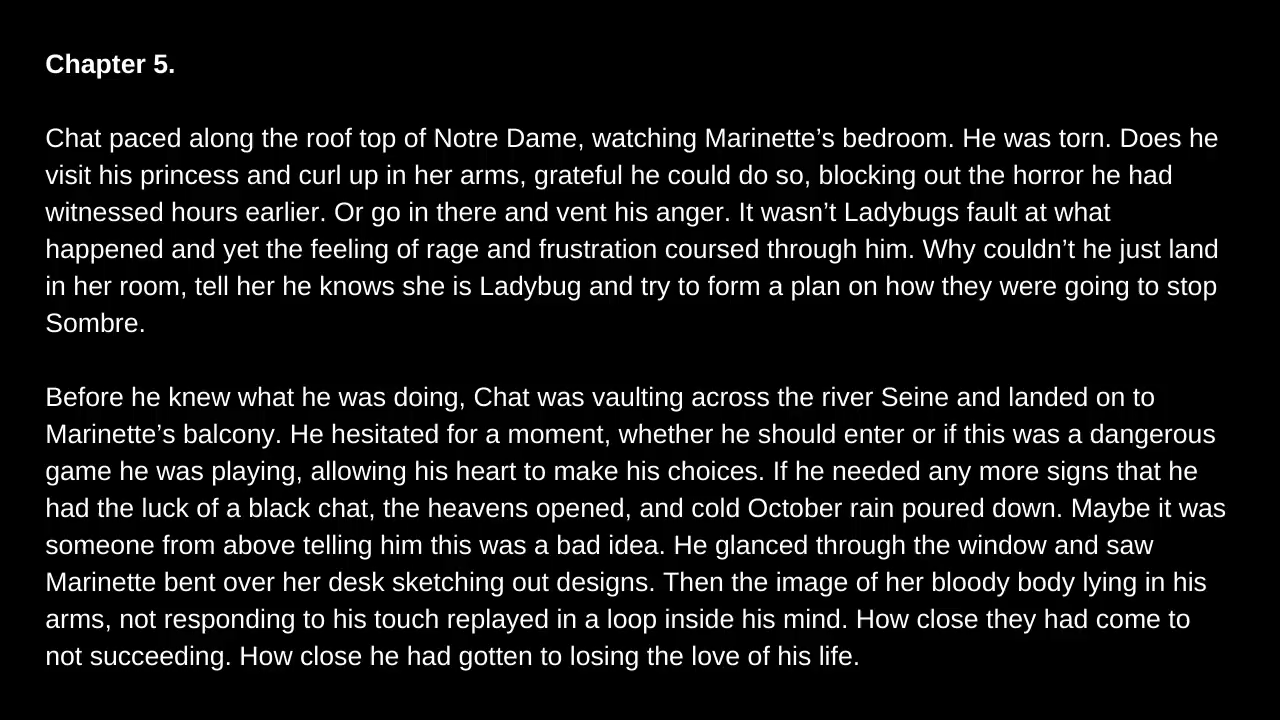 Chapter 5.
Chat paced along the roof top of Notre Dame, watching Marinette’s bedroom. He was torn. Does he
visit his princess and curl up in her arms, grateful he could do so, blocking out the horror he had
witnessed hours earlier. Or go in there and vent his anger. It wasn’t Ladybugs fault at what
happened and yet the feeling of rage and frustration coursed through him. Why couldn’t he just land
in her room, tell her he knows she is Ladybug and try to form a plan on how they were going to stop
Sombre.
Before he knew what he was doing, Chat was vaulting across the river Seine and landed on to
Marinette’s balcony. He hesitated for a moment, whether he should enter or if this was a dangerous
game he was playing, allowing his heart to make his choices. If he needed any more signs that he
had the luck of a black chat, the heavens opened, and cold October rain poured down. Maybe it was
someone from above telling him this was a bad idea. He glanced through the window and saw
Marinette bent over her desk sketching out designs. Then the image of her bloody body lying in his
arms, not responding to his touch replayed in a loop inside his mind. How close they had come to
not succeeding. How close he had gotten to losing the love of his life.